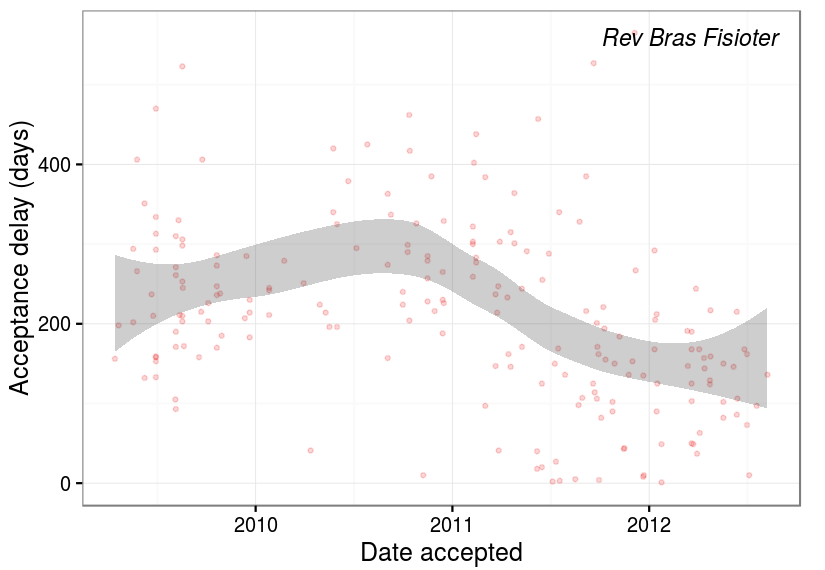 Rev Bras Fisioter
Acceptance delay (days)
400
200
0
2010 2011 2012
Date accepted